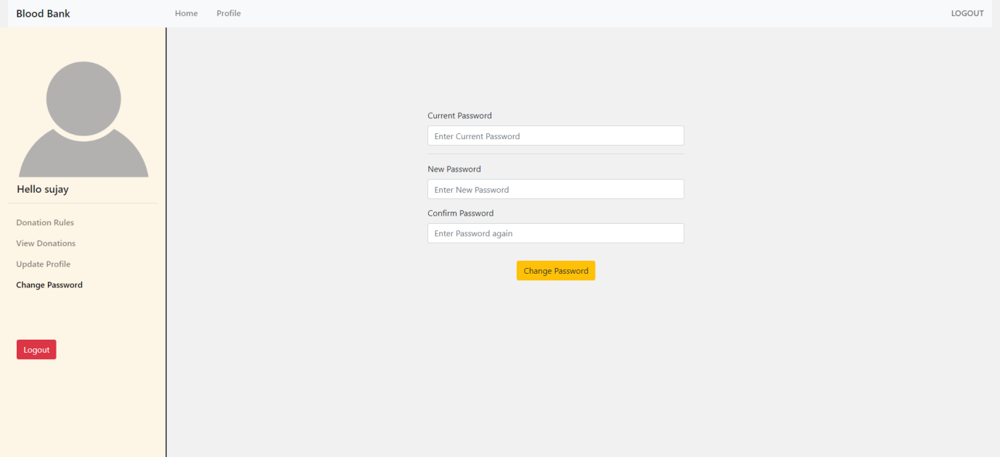 Blood Bank
Home
Profile
LOGOUT
Hello sujay
Donation Rules
View Donations
Update Profile
Change Password
Logout
Current Password
Enter Current Password
New Password
Enter New Password
Confirm Password
Enter Password again
Change Password